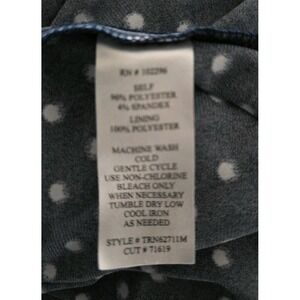 RN # 102296
SELF
96% POLYESTER
4% SPANDEX
LINING
100% POLYESTER
MACHINE WASH
COLD
GENTLE CYCLE
USE NON-CHLORINE
BLEACH ONLY
WHEN NECESSARY
TUMBLE DRY LOW
COOL IRON
AS NEEDED
STYLE # TRN62711M
CUT # 71619